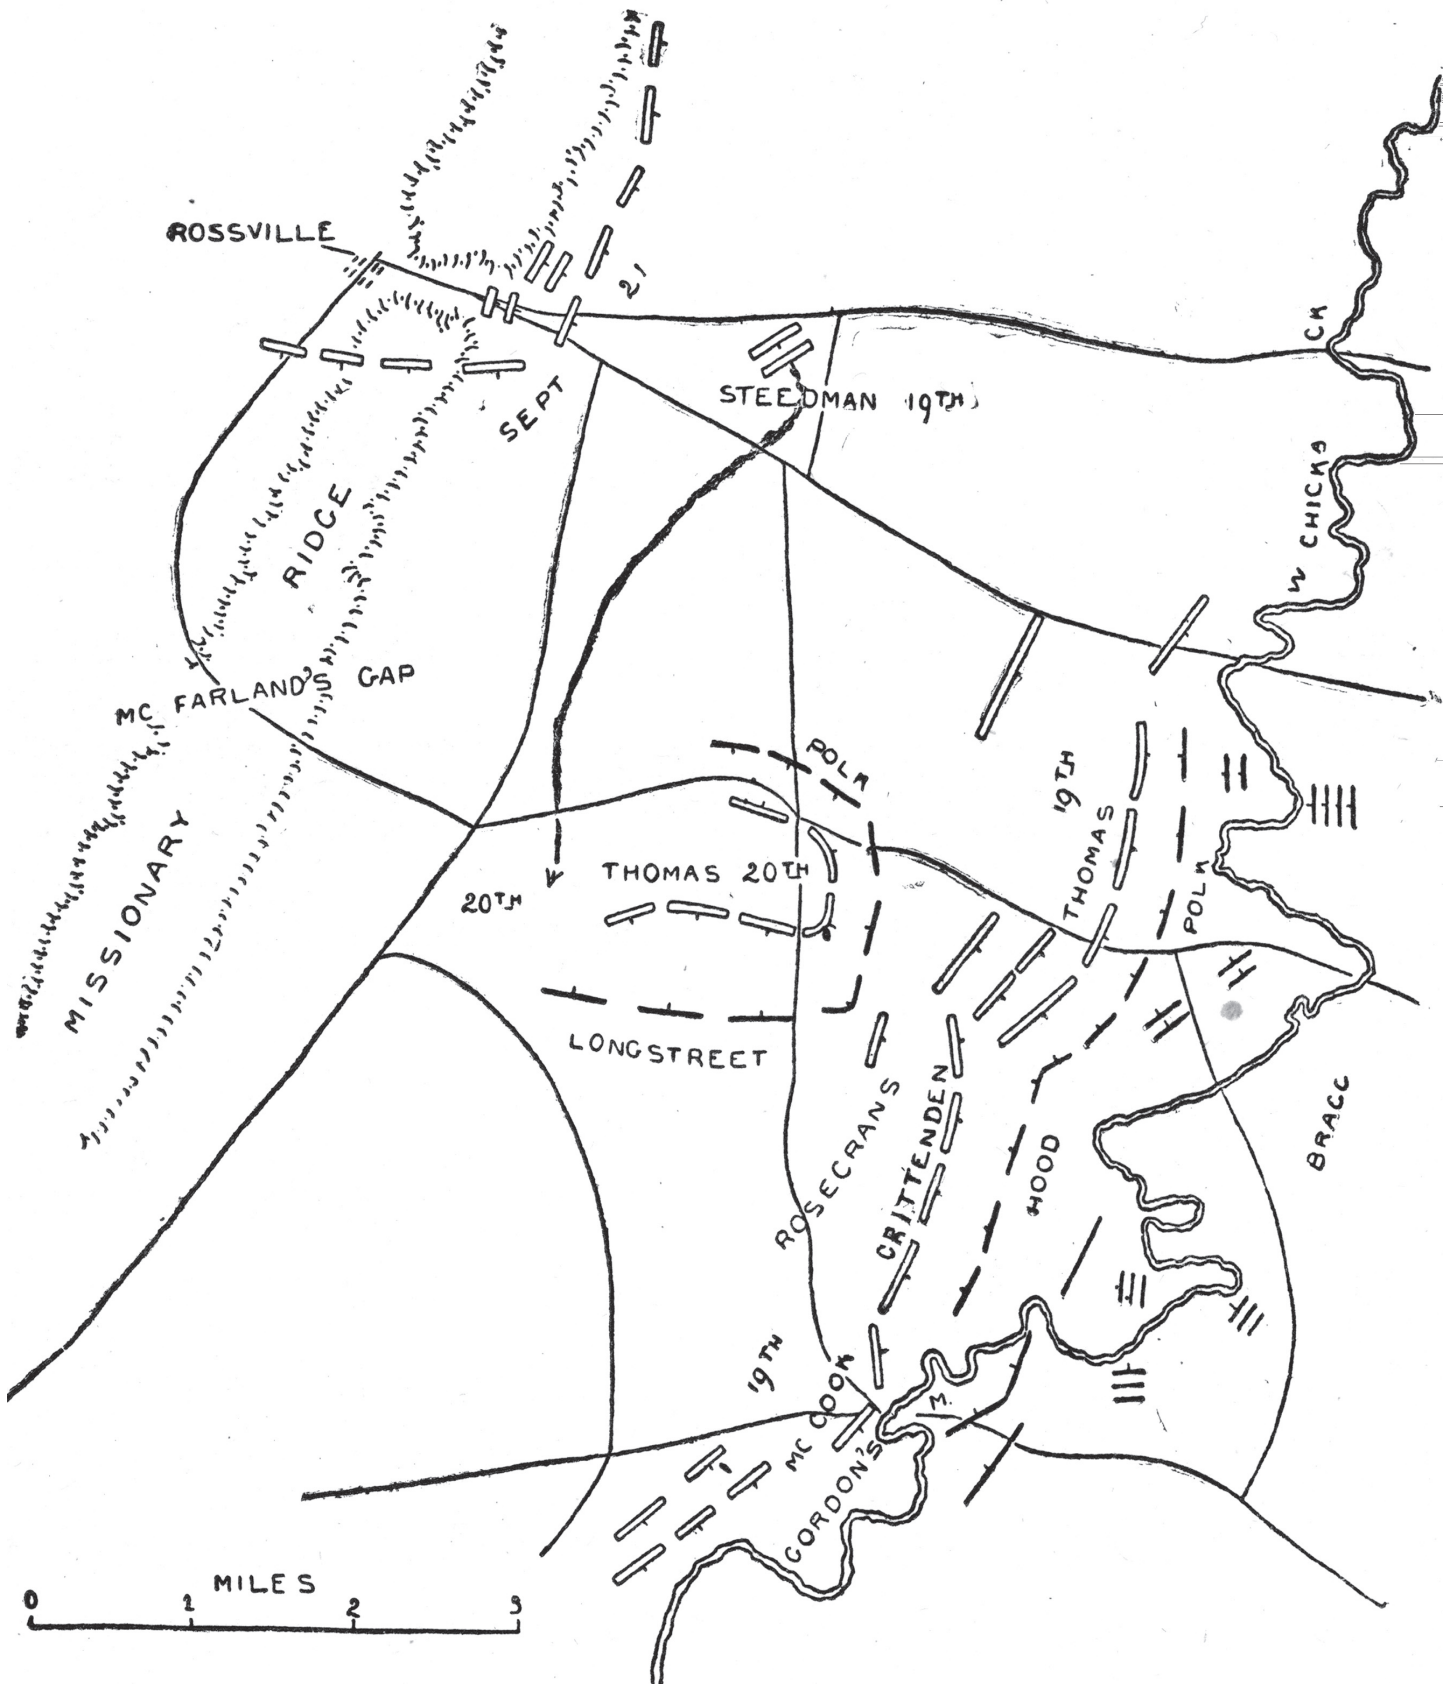 ROSSVILLE
21
SEPT
STEEDMAN 19TH
CK
W CHICKA
RIDGE
MC FARLAND'S GAP
MISSIONARY
POLK
19TH
THOMAS
POLK
THOMAS 20TH
20TH
LONGSTREET
ROSECRANS
CRITTENDEN
HOOD
BRAGG
19TH
MC COOK
GORDON'S M.
MILES
0 1 2 3